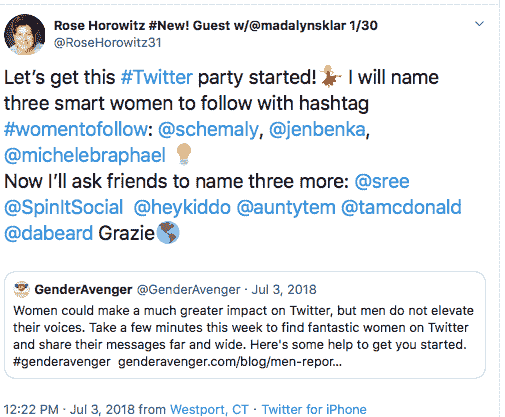 Rose Horowitz #New! Guest w/@madalynsklar 1/30
@RoseHorowitz31
Let's get this #Twitter party started!💃🏽 I will name
three smart women to follow with hashtag
#womentofollow: @schemaly, @jenbenka,
@michelebraphael 💡
Now I'll ask friends to name three more: @sree
@SpinItSocial @heykiddo @auntytem @tamcdonald
@dabeard Grazie🌎
GenderAvenger @GenderAvenger · Jul 3, 2018
Women could make a much greater impact on Twitter, but men do not elevate
their voices. Take a few minutes this week to find fantastic women on Twitter
and share their messages far and wide. Here's some help to get you started.
#genderavenger genderavenger.com/blog/men-repor...
12:22 PM · Jul 3, 2018 from Westport, CT · Twitter for iPhone